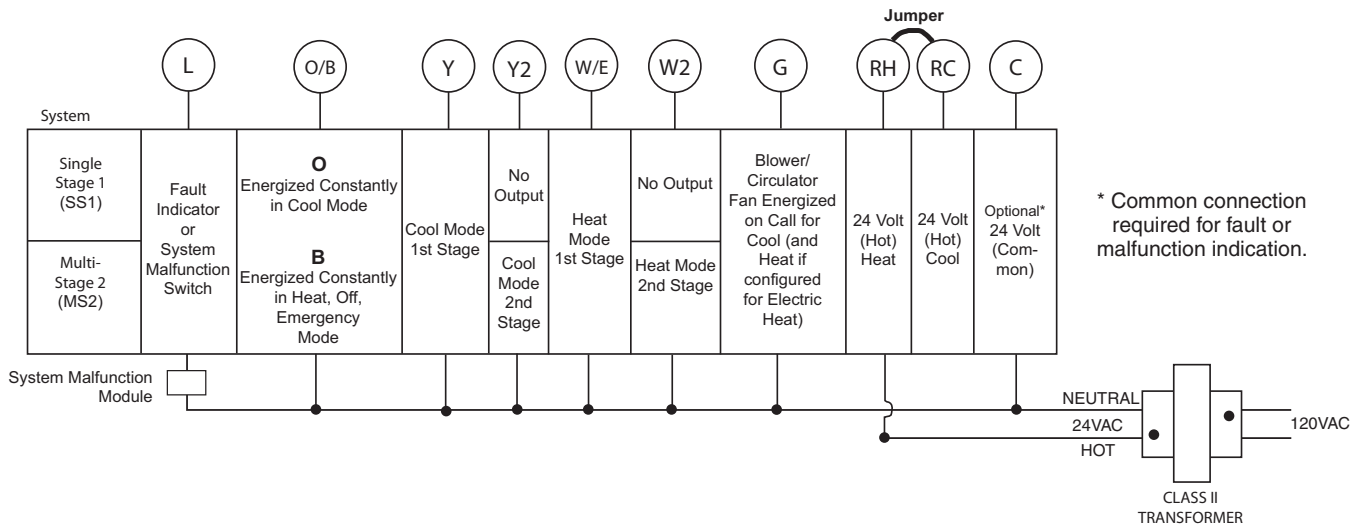 Jumper
L
O/B
Y
Y2
W/E
W2
G
RH
RC
C
System
Single
Stage 1
(SS1)
Multi-
Stage 2
(MS2)
Fault
Indicator
or
System
Malfunction
Switch
O
Energized Constantly
in Cool Mode
B
Energized Constantly
in Heat, Off,
Emergency
Mode
Cool Mode
1st Stage
No
Output
Cool
Mode
2nd
Stage
Heat
Mode
1st Stage
No Output
Heat Mode
2nd Stage
Blower/
Circulator
Fan Energized
on Call for
Cool (and
Heat if
configured
for Electric
Heat)
24 Volt
(Hot)
Heat
24 Volt
(Hot)
Cool
Optional*
24 Volt
(Com-
mon)
* Common connection
required for fault or
malfunction indication.
System Malfunction
Module
NEUTRAL
24VAC
HOT
120VAC
CLASS II
TRANSFORMER